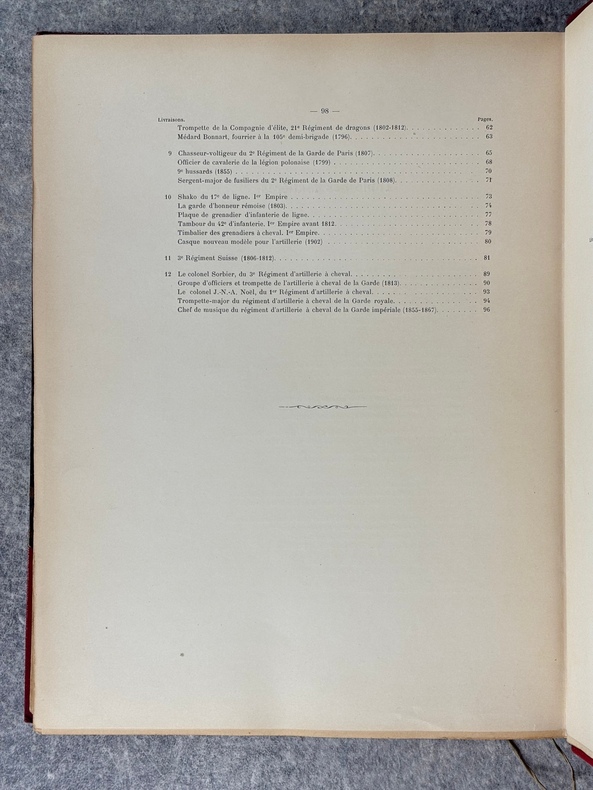 — 98 —
Livraisons. Pages.
Trompette de la Compagnie d'élite, 21e Régiment de dragons (1802-1812). . . . . . . . . . . . . 62
Médard Bonnart, fourrier à la 105e demi-brigade (1796). . . . . . . . . . . . . . . . . . 63
9 Chasseur-voltigeur du 2e Régiment de la Garde de Paris (1807). . . . . . . . . . . . . . . 65
Officier de cavalerie de la légion polonaise (1799) . . . . . . . . . . . . . . . . . . . 68
9e hussards (1855) . . . . . . . . . . . . . . . . . . . . . . . . . . . . . . 70
Sergent-major de fusiliers du 2e Régiment de la Garde de Paris (1808). . . . . . . . . . . . . 71
10 Shako du 17e de ligne. Ier Empire . . . . . . . . . . . . . . . . . . . . . . . . 73
La garde d'honneur rémoise (1803). . . . . . . . . . . . . . . . . . . . . . . . . 74
Plaque de grenadier d'infanterie de ligne. . . . . . . . . . . . . . . . . . . . . . 77
Tambour du 42e d'infanterie. Ier Empire avant 1812. . . . . . . . . . . . . . . . . . . 78
Timbalier des grenadiers à cheval. Ier Empire. . . . . . . . . . . . . . . . . . . . . 79
Casque nouveau modèle pour l'artillerie (1902) . . . . . . . . . . . . . . . . . . . . 80
11 3e Régiment Suisse (1806-1812). . . . . . . . . . . . . . . . . . . . . . . . . . 81
12 Le colonel Sorbier, du 3e Régiment d'artillerie à cheval. . . . . . . . . . . . . . . . . . 89
Groupe d'officiers et trompette de l'artillerie à cheval de la Garde (1813). . . . . . . . . . . . 90
Le colonel J.-N.-A. Noël, du 1er Régiment d'artillerie à cheval. . . . . . . . . . . . . . . . 93
Trompette-major du régiment d'artillerie à cheval de la Garde royale. . . . . . . . . . . . . . 94
Chef de musique du régiment d'artillerie à cheval de la Garde impériale (1855-1867). . . . . . . . 96